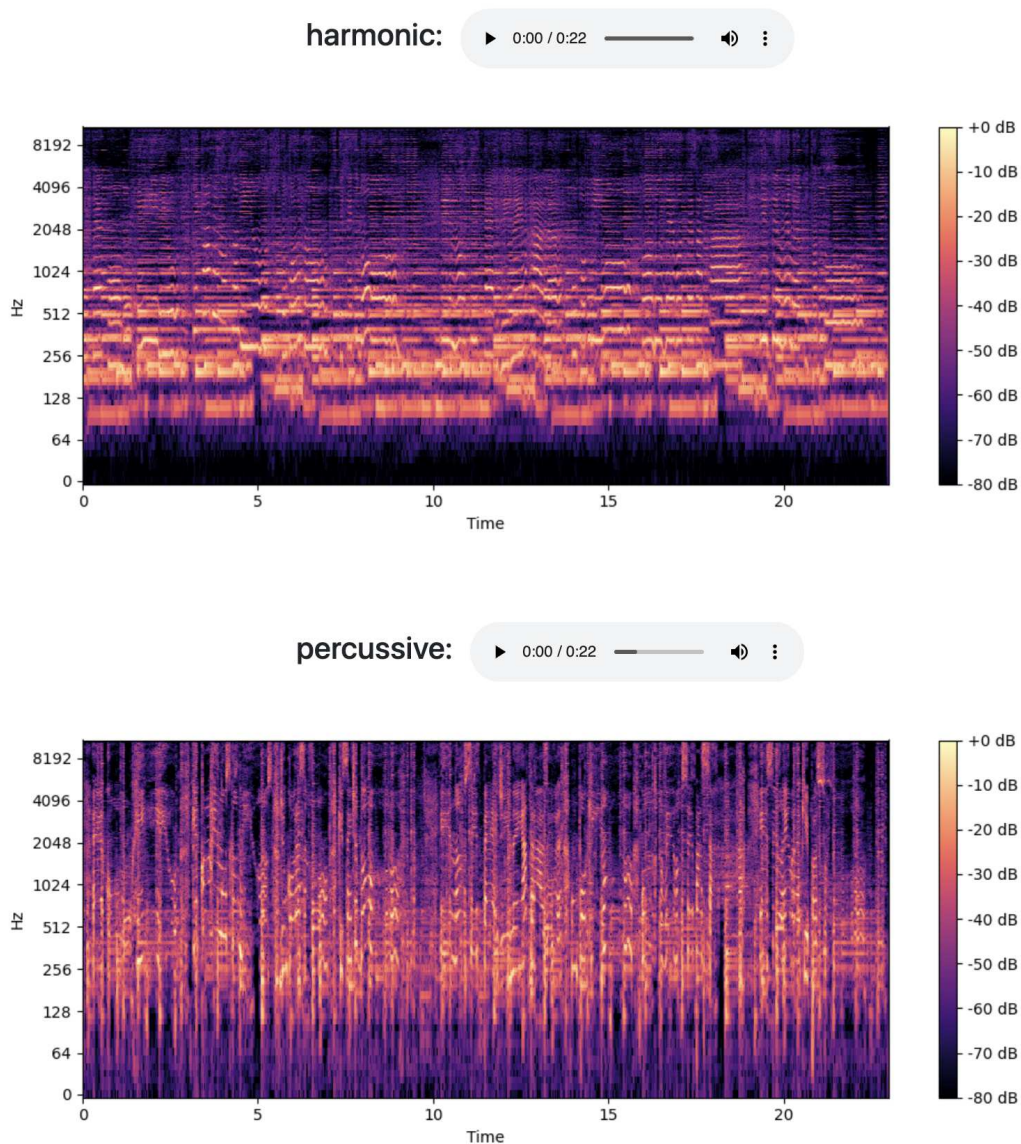 harmonic: 0:00 / 0:22
8192
4096
2048
1024
512
256
128
64
0
Hz
0 5 10 15 20
Time
+0 dB
-10 dB
-20 dB
-30 dB
-40 dB
-50 dB
-60 dB
-70 dB
-80 dB
percussive: 0:00 / 0:22
8192
4096
2048
1024
512
256
128
64
0
Hz
0 5 10 15 20
Time
+0 dB
-10 dB
-20 dB
-30 dB
-40 dB
-50 dB
-60 dB
-70 dB
-80 dB